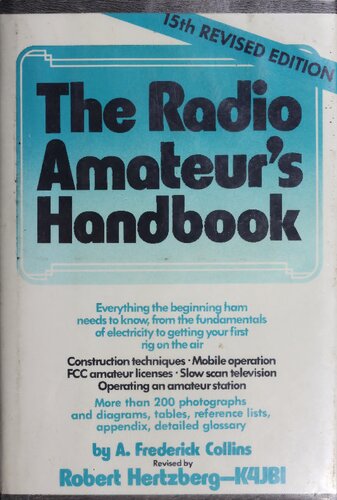 15th REVISED EDITION
The Radio
Amateur's
Handbook
Everything the beginning ham
needs to know, from the fundamentals
of electricity to getting your first
rig on the air
Construction techniques · Mobile operation
FCC amateur licenses · Slow scan television
Operating an amateur station
More than 200 photographs
and diagrams, tables, reference lists,
appendix, detailed glossary
by A. Frederick Collins
Revised by
Robert Hertzberg—K4JBI